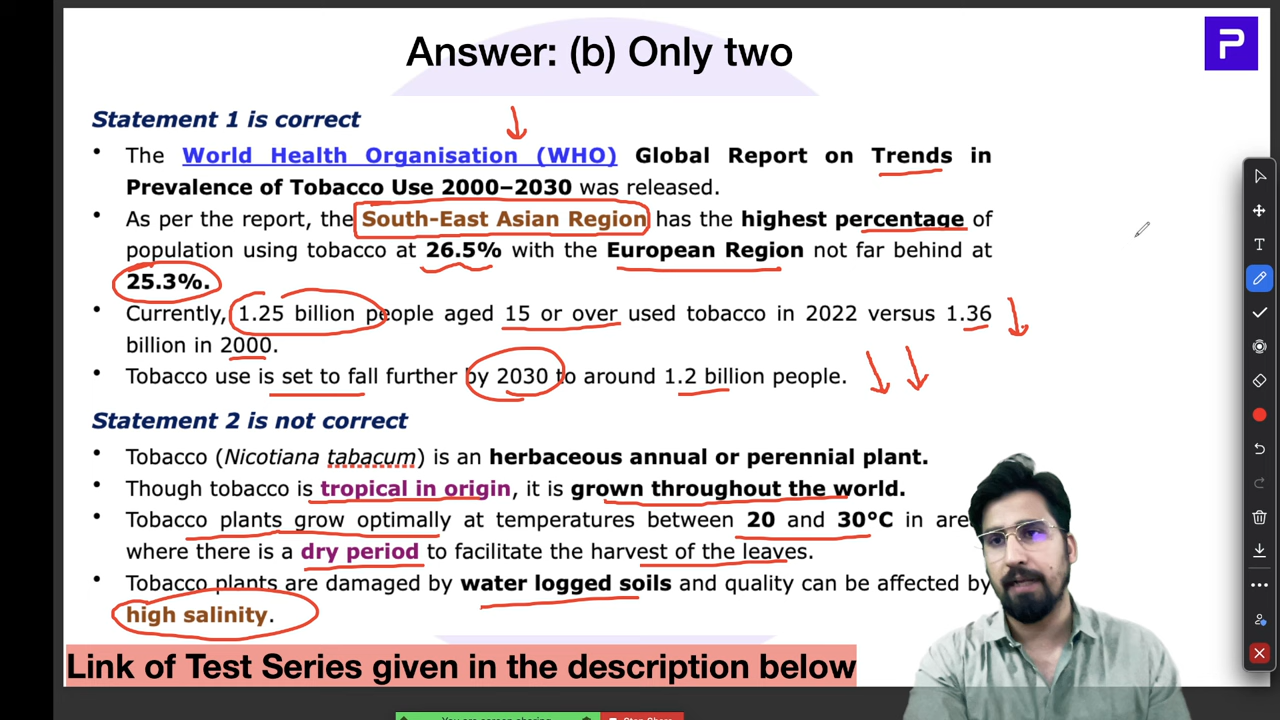 Answer: (b) Only two
P
Statement 1 is correct
• The World Health Organisation (WHO) Global Report on Trends in
Prevalence of Tobacco Use 2000–2030 was released.
• As per the report, the South-East Asian Region has the highest percentage of
population using tobacco at 26.5% with the European Region not far behind at
25.3%.
• Currently, 1.25 billion people aged 15 or over used tobacco in 2022 versus 1.36
billion in 2000.
• Tobacco use is set to fall further by 2030 to around 1.2 billion people.
Statement 2 is not correct
• Tobacco (Nicotiana tabacum) is an herbaceous annual or perennial plant.
• Though tobacco is tropical in origin, it is grown throughout the world.
• Tobacco plants grow optimally at temperatures between 20 and 30°C in
where there is a dry period to facilitate the harvest of the leaves.
• Tobacco plants are damaged by water logged soils and quality can be affected by
high salinity.
Link of Test Series given in the description below